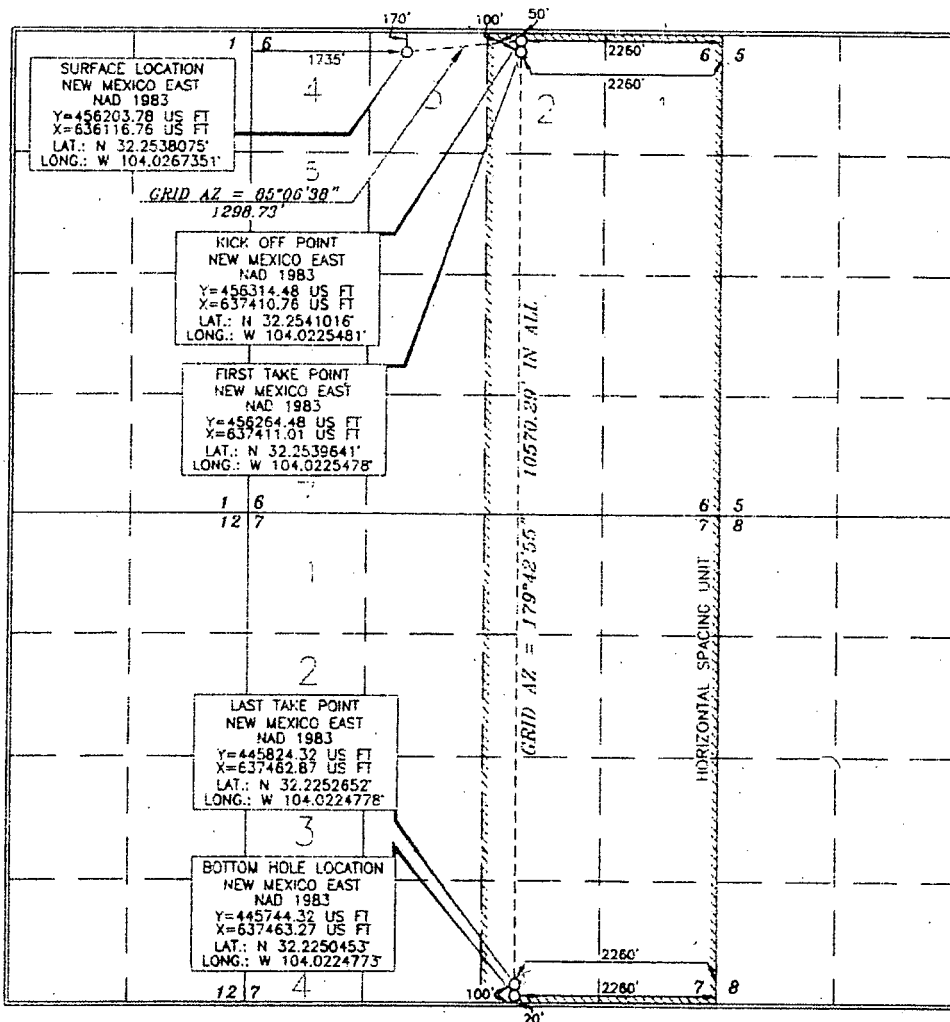 170'
100'
50'
1 6
1735'
2260'
6 5
2260'
SURFACE LOCATION
NEW MEXICO EAST
NAD 1983
Y=456203.78 US FT
X=636116.76 US FT
LAT.: N 32.2538075°
LONG.: W 104.0267351°
4
2
1
5
GRID AZ = 85°06'38"
1298.73'
KICK OFF POINT
NEW MEXICO EAST
NAD 1983
Y=456314.48 US FT
X=637410.76 US FT
LAT.: N 32.2541016°
LONG.: W 104.0225481°
FIRST TAKE POINT
NEW MEXICO EAST
NAD 1983
Y=456264.48 US FT
X=637411.01 US FT
LAT.: N 32.2539641°
LONG.: W 104.0225478°
7
1 6
12 7
6 5
7 8
GRID AZ = 179°42'55" 10570.29' IN ALL
HORIZONTAL SPACING UNIT
1
2
LAST TAKE POINT
NEW MEXICO EAST
NAD 1983
Y=445824.32 US FT
X=637462.87 US FT
LAT.: N 32.2252652°
LONG.: W 104.0224778°
3
BOTTOM HOLE LOCATION
NEW MEXICO EAST
NAD 1983
Y=445744.32 US FT
X=637463.27 US FT
LAT.: N 32.2250453°
LONG.: W 104.0224773°
4
12 7
100'
2260'
2260'
7 8
20'